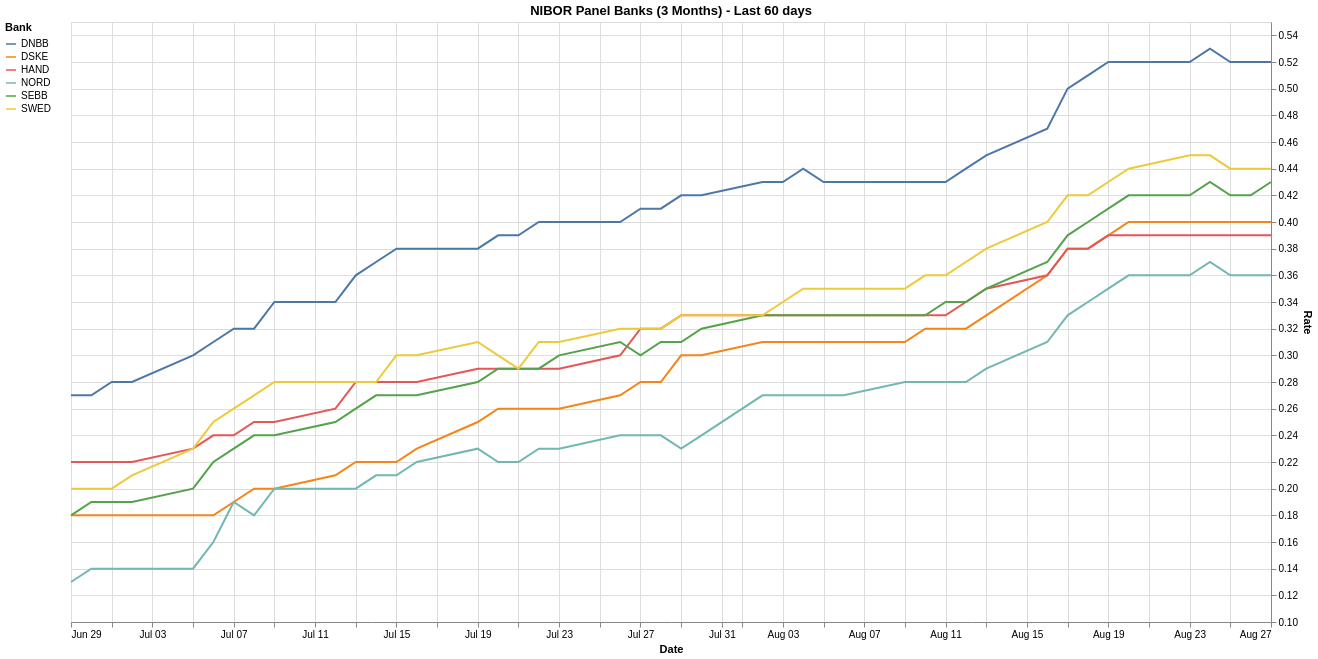 NIBOR Panel Banks (3 Months) - Last 60 days
Bank
DNBB
DSKE
HAND
NORD
SEBB
SWED
0.54
0.52
0.50
0.48
0.46
0.44
0.42
0.40
0.38
0.36
0.34
0.32
0.30
0.28
0.26
0.24
0.22
0.20
0.18
0.16
0.14
0.12
0.10
Rate
Jun 29 Jul 03 Jul 07 Jul 11 Jul 15 Jul 19 Jul 23 Jul 27 Jul 31 Aug 03 Aug 07 Aug 11 Aug 15 Aug 19 Aug 23 Aug 27
Date